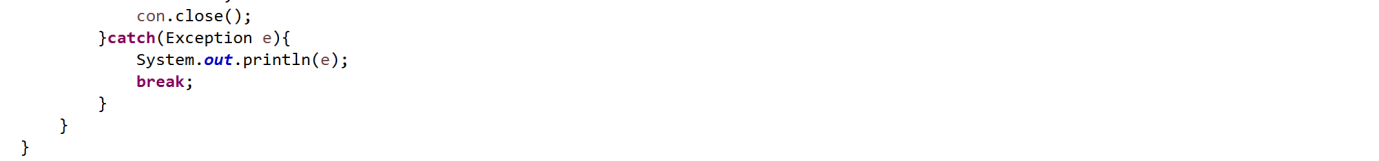 con.close();
}catch(Exception e){
System.out.println(e);
break;
}
}
}